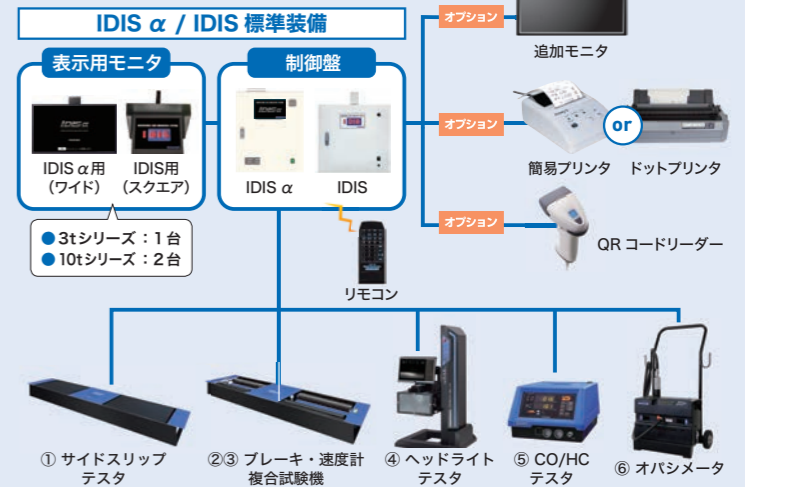 IDIS α / IDIS 標準装備
表示用モニタ
制御盤
IDIS α用
(ワイド)
IDIS用
(スクエア)
IDIS α
IDIS
●3tシリーズ：1台
●10tシリーズ：2台
リモコン
オプション
追加モニタ
オプション
or
簡易プリンタ
ドットプリンタ
オプション
QRコードリーダー
① サイドスリップ
テスタ
②③ ブレーキ・速度計
複合試験機
④ ヘッドライト
テスタ
⑤ CO/HC
テスタ
⑥ オパシメータ